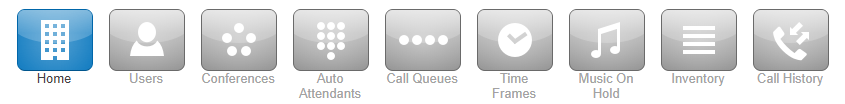 Home
Users
Conferences
Auto
Attendants
Call Queues
Time
Frames
Music On
Hold
Inventory
Call History